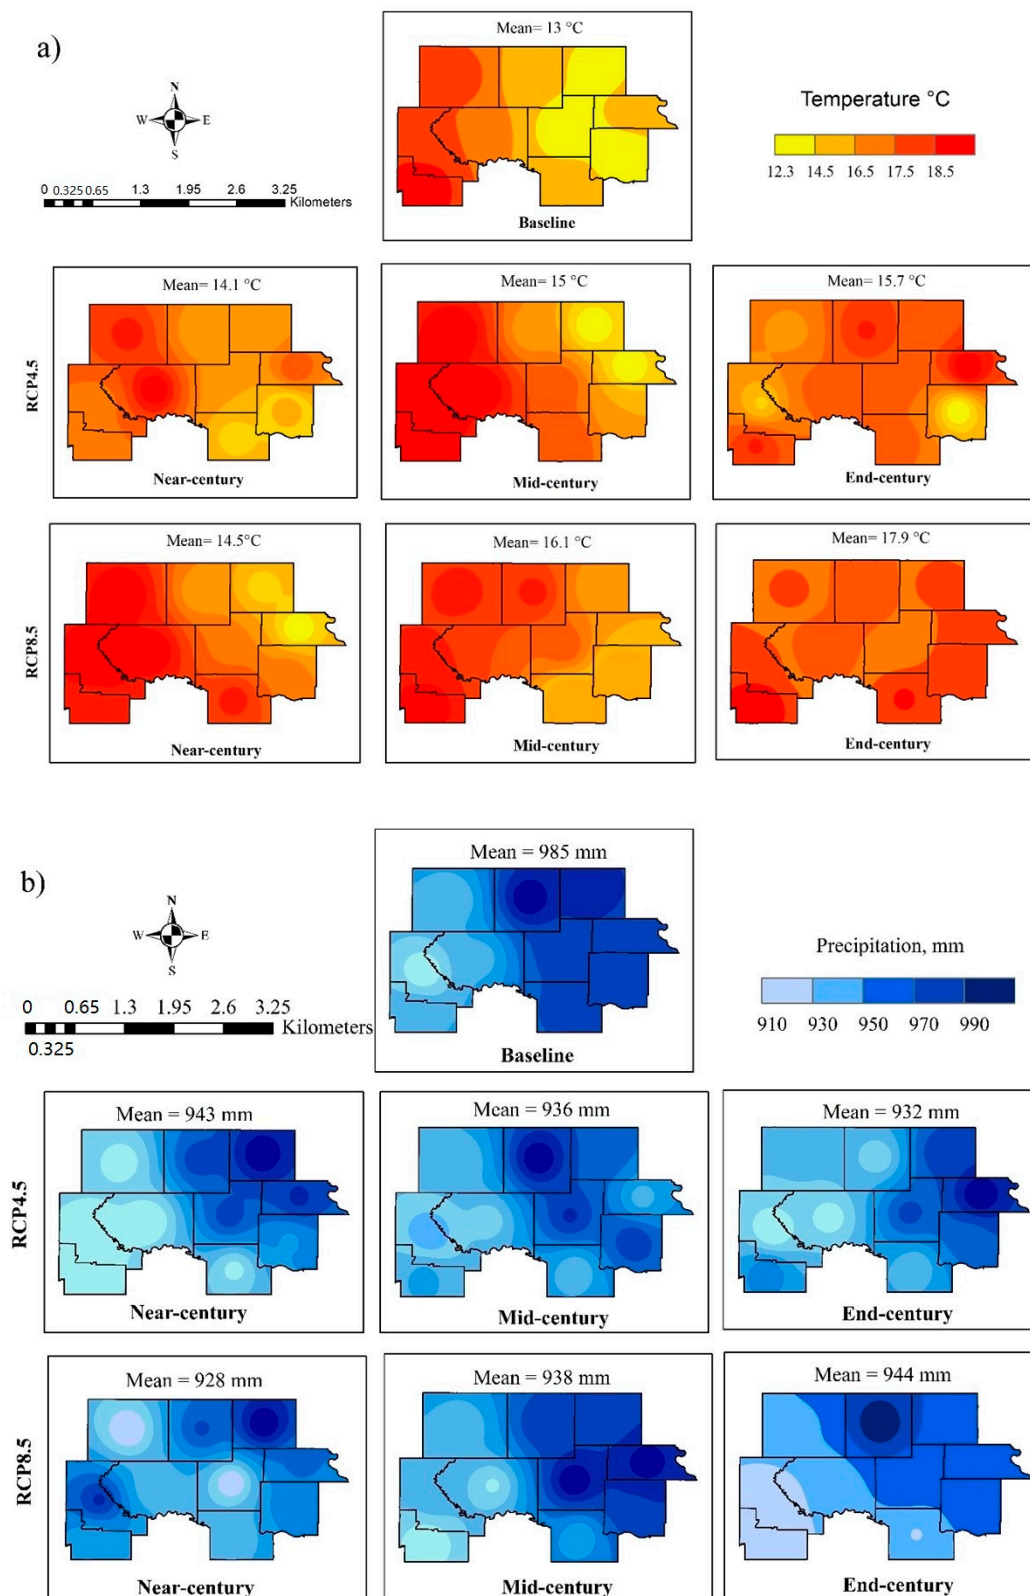 a)
Mean= 13 °C
N
W E
S
0 0.325 0.65 1.3 1.95 2.6 3.25
Kilometers
Baseline
Temperature °C
12.3 14.5 16.5 17.5 18.5
RCP4.5
Mean= 14.1 °C
Near-century
Mean= 15 °C
Mid-century
Mean= 15.7 °C
End-century
RCP8.5
Mean= 14.5°C
Near-century
Mean= 16.1 °C
Mid-century
Mean= 17.9 °C
End-century
b)
Mean = 985 mm
N
W E
S
0 0.65 1.3 1.95 2.6 3.25
Kilometers
0.325
Baseline
Precipitation, mm
910 930 950 970 990
RCP4.5
Mean = 943 mm
Near-century
Mean = 936 mm
Mid-century
Mean = 932 mm
End-century
RCP8.5
Mean = 928 mm
Near-century
Mean = 938 mm
Mid-century
Mean = 944 mm
End-century